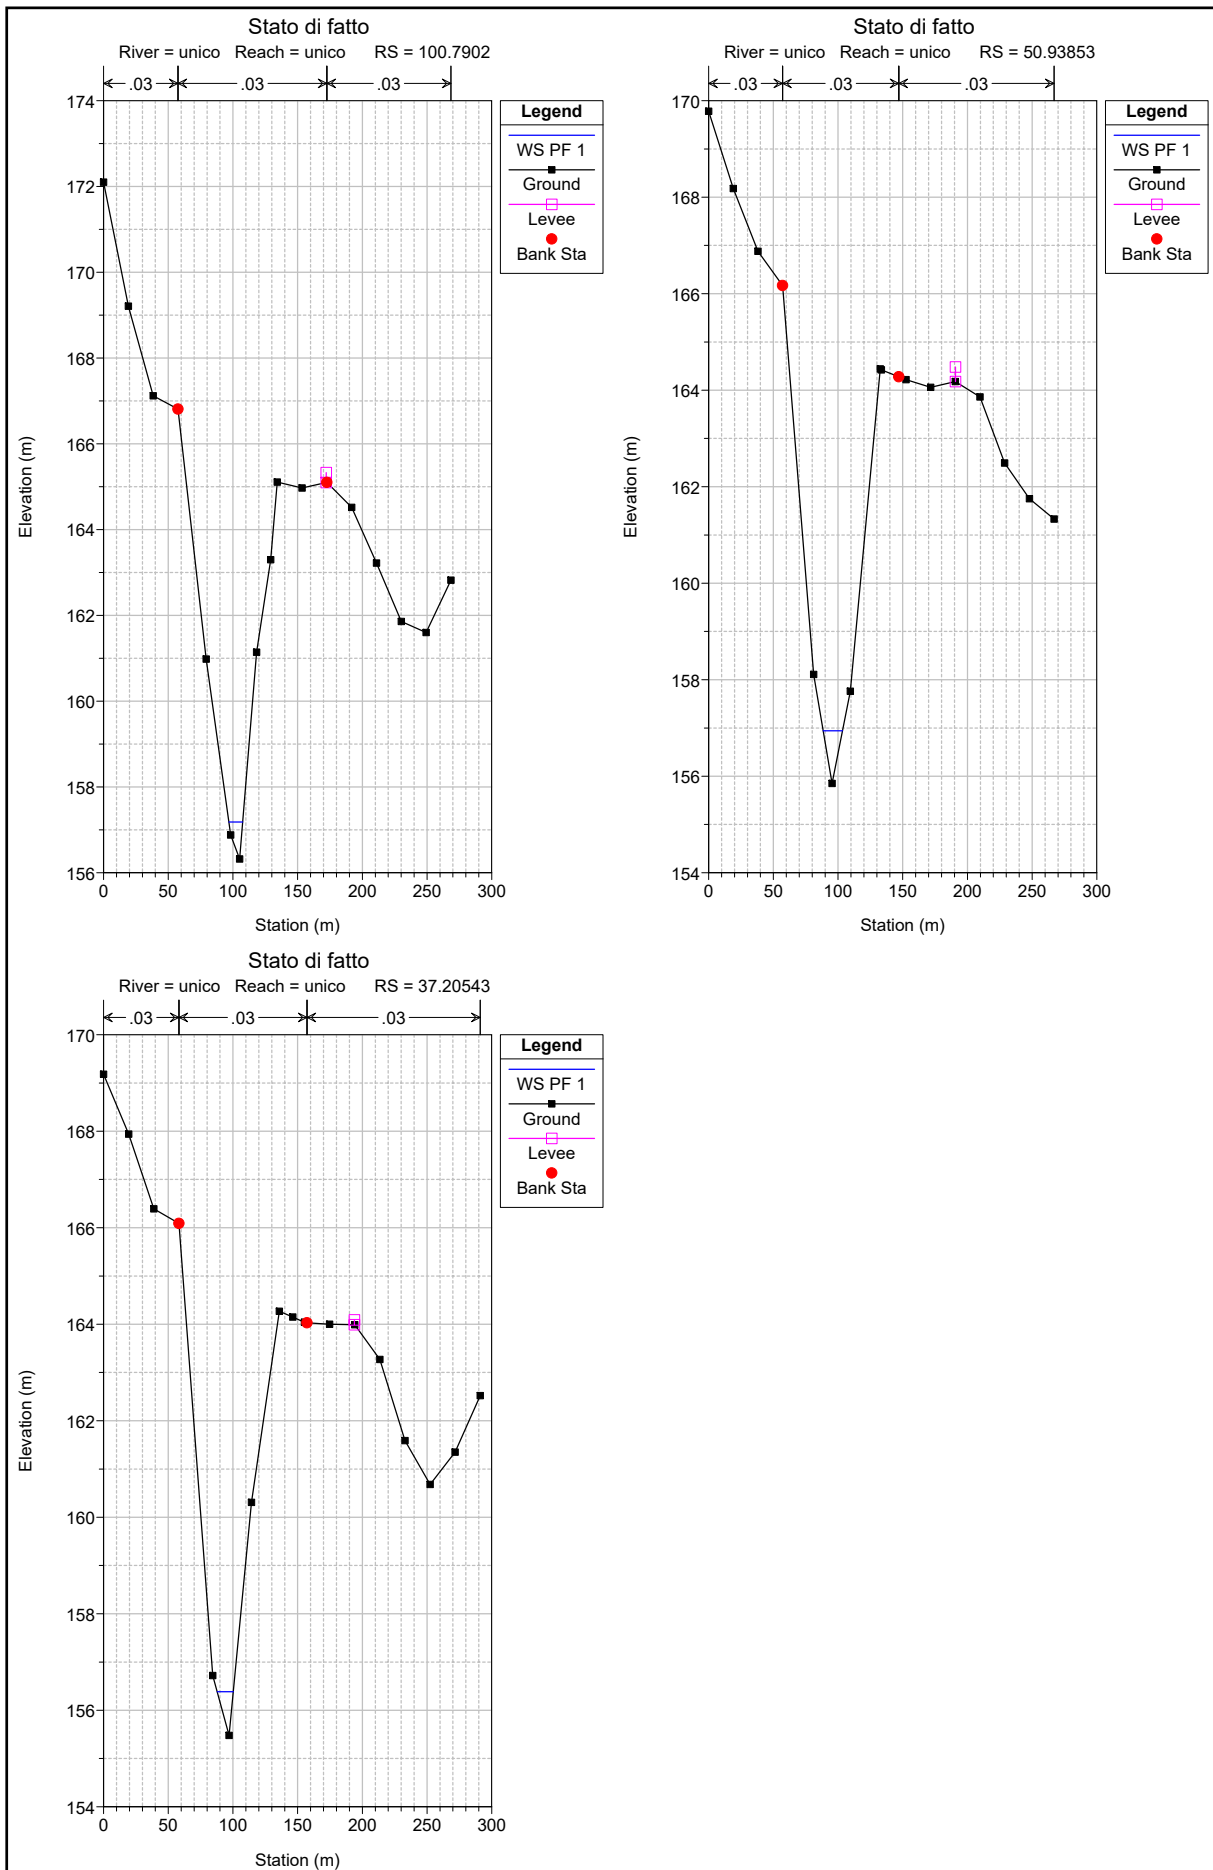 Stato di fatto
River = unico Reach = unico RS = 100.7902
.03 .03 .03
174
172
170
168
166
164
162
160
158
156
0 50 100 150 200 250 300
Station (m)
Elevation (m)
Legend
WS PF 1
Ground
Levee
Bank Sta
Stato di fatto
River = unico Reach = unico RS = 50.93853
.03 .03 .03
170
168
166
164
162
160
158
156
154
0 50 100 150 200 250 300
Station (m)
Elevation (m)
Legend
WS PF 1
Ground
Levee
Bank Sta
Stato di fatto
River = unico Reach = unico RS = 37.20543
.03 .03 .03
170
168
166
164
162
160
158
156
154
0 50 100 150 200 250 300
Station (m)
Elevation (m)
Legend
WS PF 1
Ground
Levee
Bank Sta